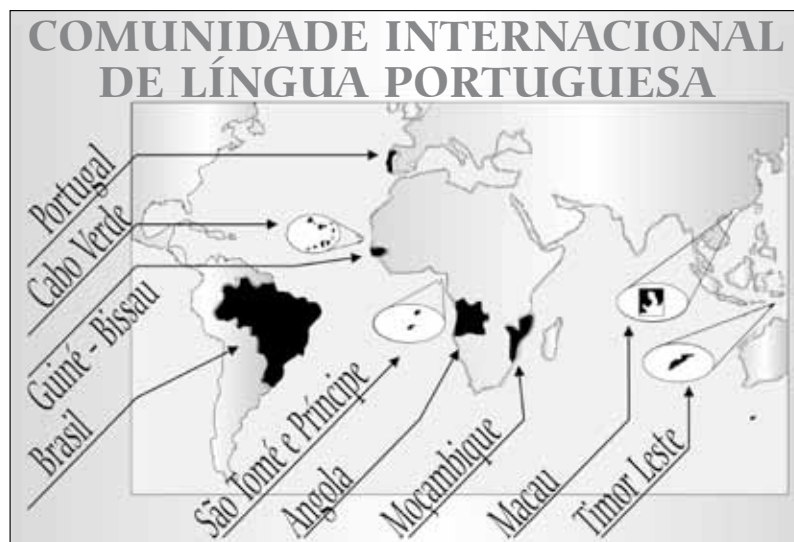 COMUNIDADE INTERNACIONAL
DE LÍNGUA PORTUGUESA
Portugal
Cabo Verde
Guiné - Bissau
Brasil
São Tomé e Príncipe
Angola
Moçambique
Macau
Timor Leste